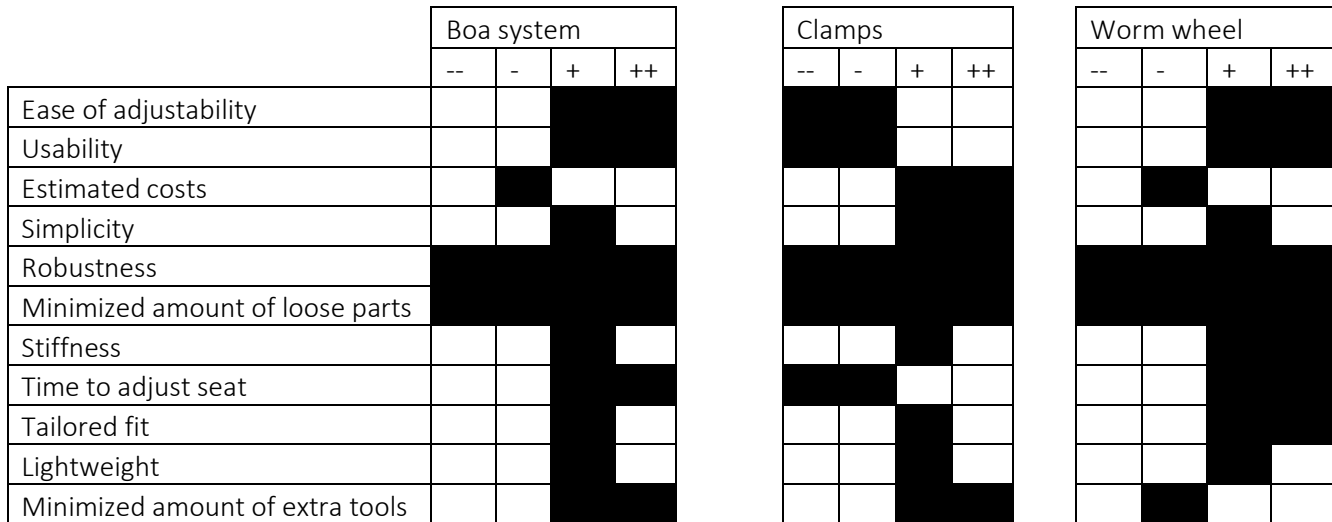 Boa system Clamps Worm wheel
-- - + ++ -- - + ++ -- - + ++
Ease of adjustability
Usability
Estimated costs
Simplicity
Robustness
Minimized amount of loose parts
Stiffness
Time to adjust seat
Tailored fit
Lightweight
Minimized amount of extra tools